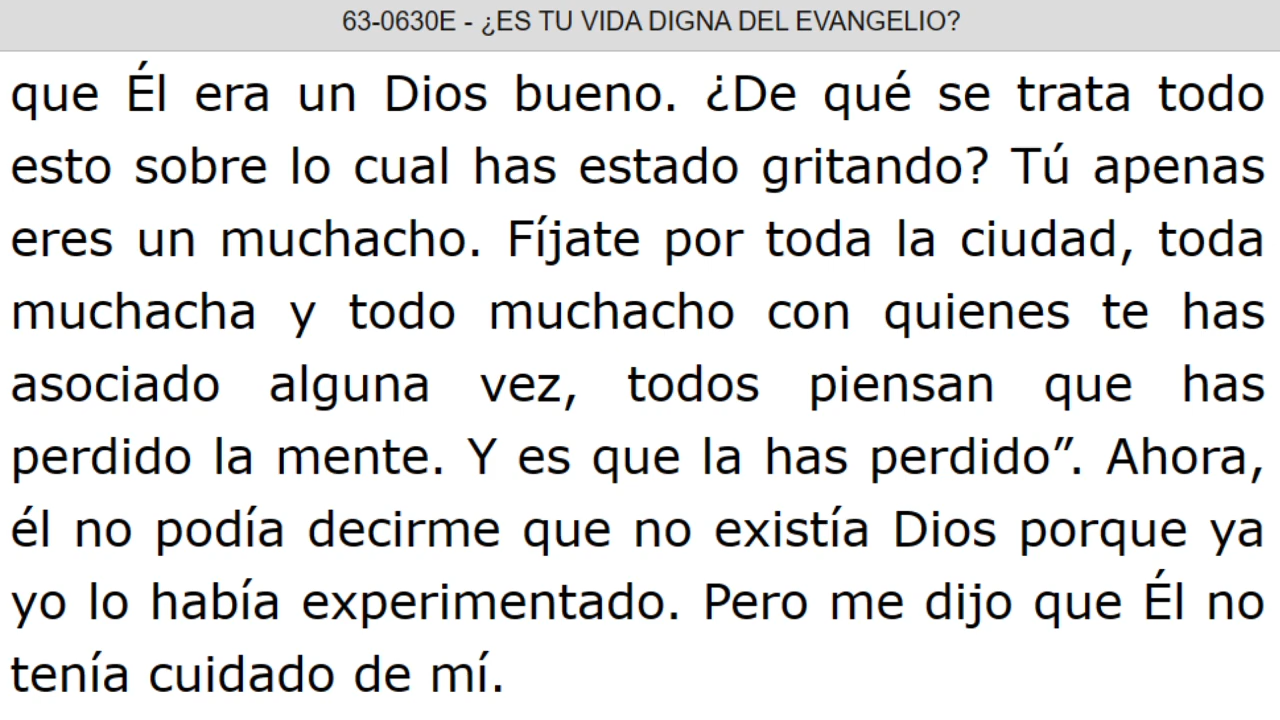 63-0630E - ¿ES TU VIDA DIGNA DEL EVANGELIO?
que Él era un Dios bueno. ¿De qué se trata todo
esto sobre lo cual has estado gritando? Tú apenas
eres un muchacho. Fíjate por toda la ciudad, toda
muchacha y todo muchacho con quienes te has
asociado alguna vez, todos piensan que has
perdido la mente. Y es que la has perdido”. Ahora,
él no podía decirme que no existía Dios porque ya
yo lo había experimentado. Pero me dijo que Él no
tenía cuidado de mí.